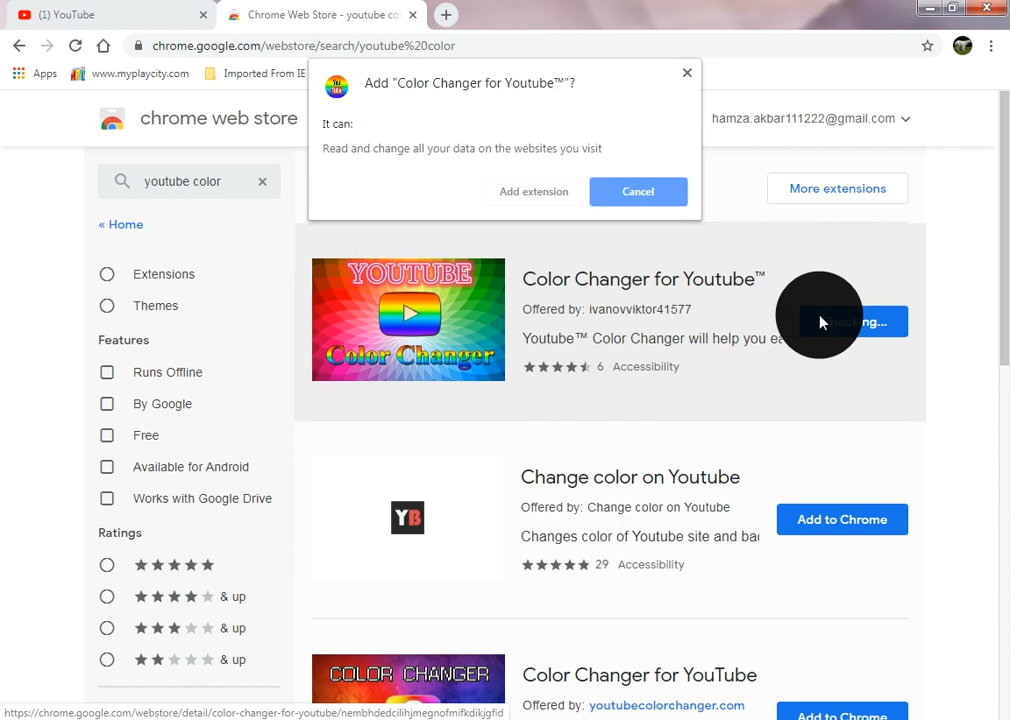 (1) YouTube
Chrome Web Store - youtube co
chrome.google.com/webstore/search/youtube%20color
Apps
www.myplaycity.com
Imported From IE
Add "Color Changer for Youtube™"?
It can:
Read and change all your data on the websites you visit
Add extension
Cancel
chrome web store
hamza.akbar111222@gmail.com
youtube color
More extensions
« Home
Extensions
Themes
Features
Runs Offline
By Google
Free
Available for Android
Works with Google Drive
Ratings
& up
& up
& up
YOUTUBE
Color Changer
Color Changer for Youtube™
Offered by: ivanovviktor41577
Youtube™ Color Changer will help you ea
6 Accessibility
Checking...
YB
Change color on Youtube
Offered by: Change color on Youtube
Changes color of Youtube site and bac
29 Accessibility
Add to Chrome
COLOR CHANGER
Color Changer for YouTube
Offered by: youtubecolorchanger.com
Add to Chrome
https://chrome.google.com/webstore/detail/color-changer-for-youtube/nembhdedcilihjmegnofmifkdikjgfid